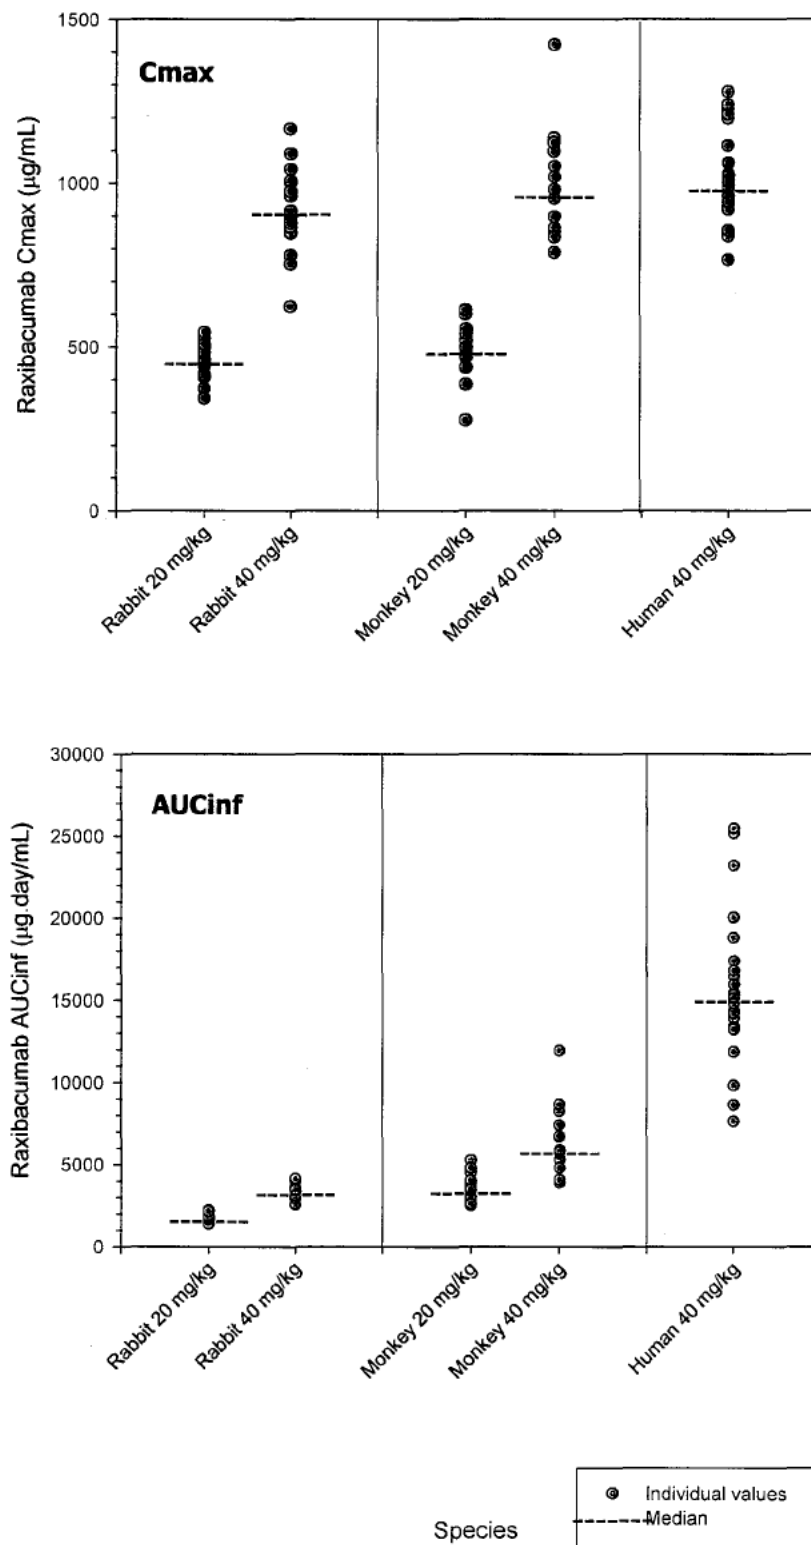 1500
Cmax
1000
500
0
Raxibacumab Cmax (µg/mL)
Rabbit 20 mg/kg
Rabbit 40 mg/kg
Monkey 20 mg/kg
Monkey 40 mg/kg
Human 40 mg/kg
30000
AUCinf
25000
20000
15000
10000
5000
0
Raxibacumab AUCinf (µg.day/mL)
Rabbit 20 mg/kg
Rabbit 40 mg/kg
Monkey 20 mg/kg
Monkey 40 mg/kg
Human 40 mg/kg
Individual values
Median
Species